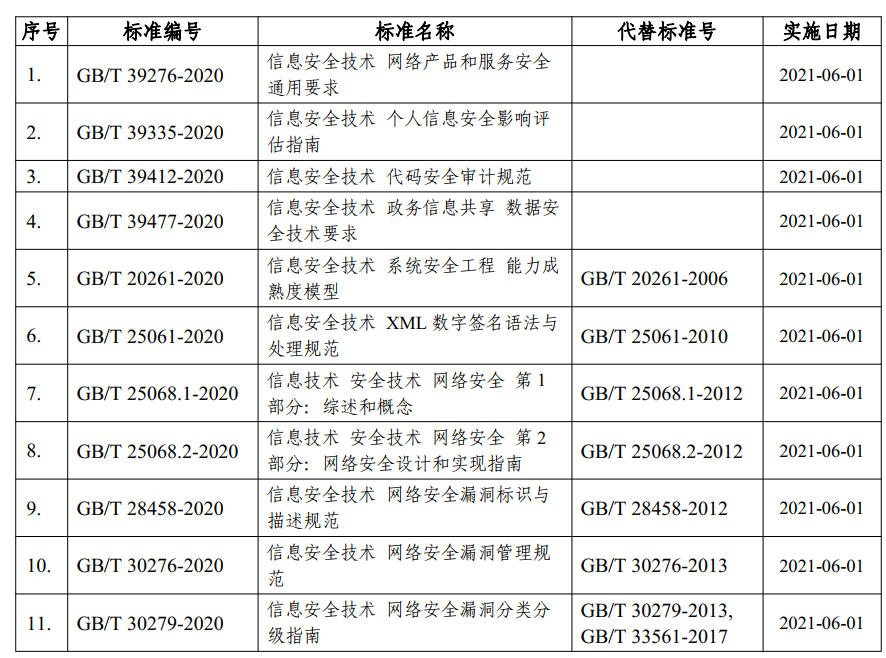 序号 标准编号 标准名称 代替标准号 实施日期
1. GB/T 39276-2020 信息安全技术 网络产品和服务安全
通用要求 2021-06-01
2. GB/T 39335-2020 信息安全技术 个人信息安全影响评
估指南 2021-06-01
3. GB/T 39412-2020 信息安全技术 代码安全审计规范 2021-06-01
4. GB/T 39477-2020 信息安全技术 政务信息共享 数据安
全技术要求 2021-06-01
5. GB/T 20261-2020 信息安全技术 系统安全工程 能力成
熟度模型 GB/T 20261-2006 2021-06-01
6. GB/T 25061-2020 信息安全技术 XML 数字签名语法与
处理规范 GB/T 25061-2010 2021-06-01
7. GB/T 25068.1-2020 信息技术 安全技术 网络安全 第 1
部分：综述和概念 GB/T 25068.1-2012 2021-06-01
8. GB/T 25068.2-2020 信息技术 安全技术 网络安全 第 2
部分：网络安全设计和实现指南 GB/T 25068.2-2012 2021-06-01
9. GB/T 28458-2020 信息安全技术 网络安全漏洞标识与
描述规范 GB/T 28458-2012 2021-06-01
10. GB/T 30276-2020 信息安全技术 网络安全漏洞管理规
范 GB/T 30276-2013 2021-06-01
11. GB/T 30279-2020 信息安全技术 网络安全漏洞分类分
级指南 GB/T 30279-2013,
GB/T 33561-2017 2021-06-01